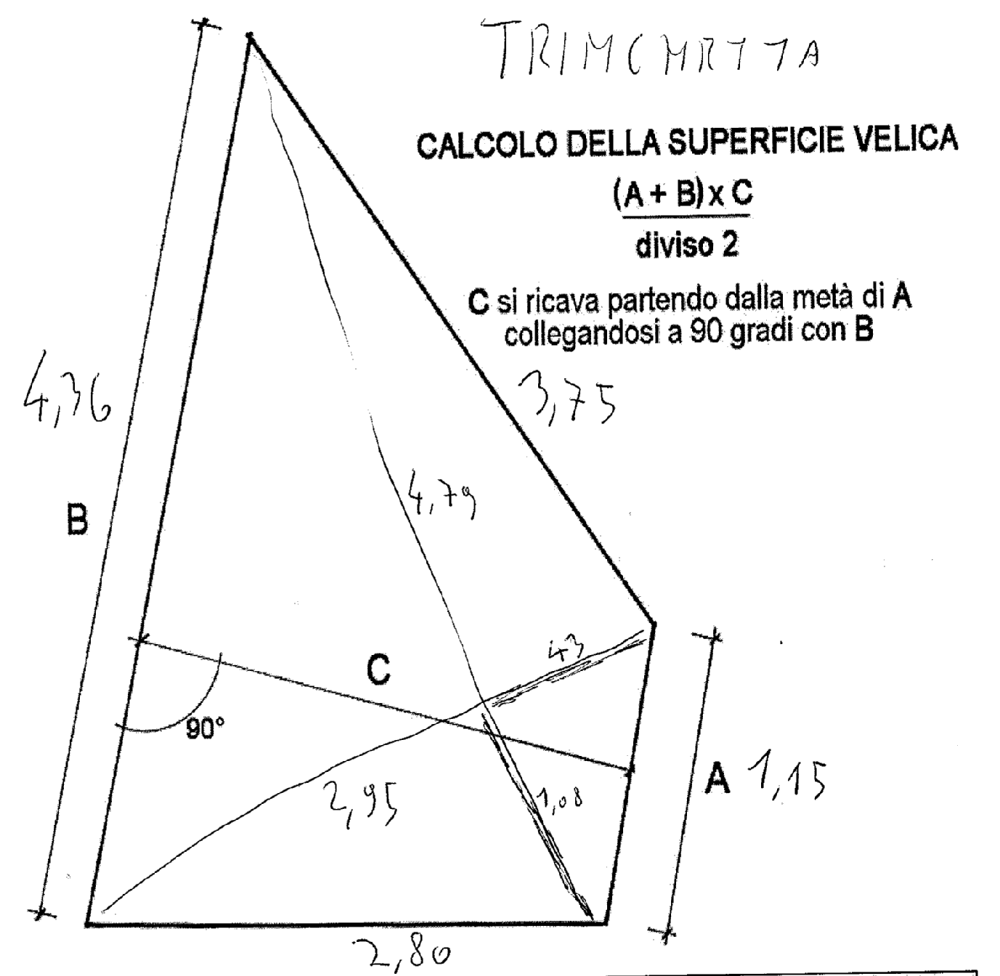 TRIMCHETTA
CALCOLO DELLA SUPERFICIE VELICA
(A + B) x C
diviso 2
C si ricava partendo dalla metà di A
collegandosi a 90 gradi con B
4,36
3,75
4,79
B
43
C
90°
A 1,15
2,95
1,08
2,80